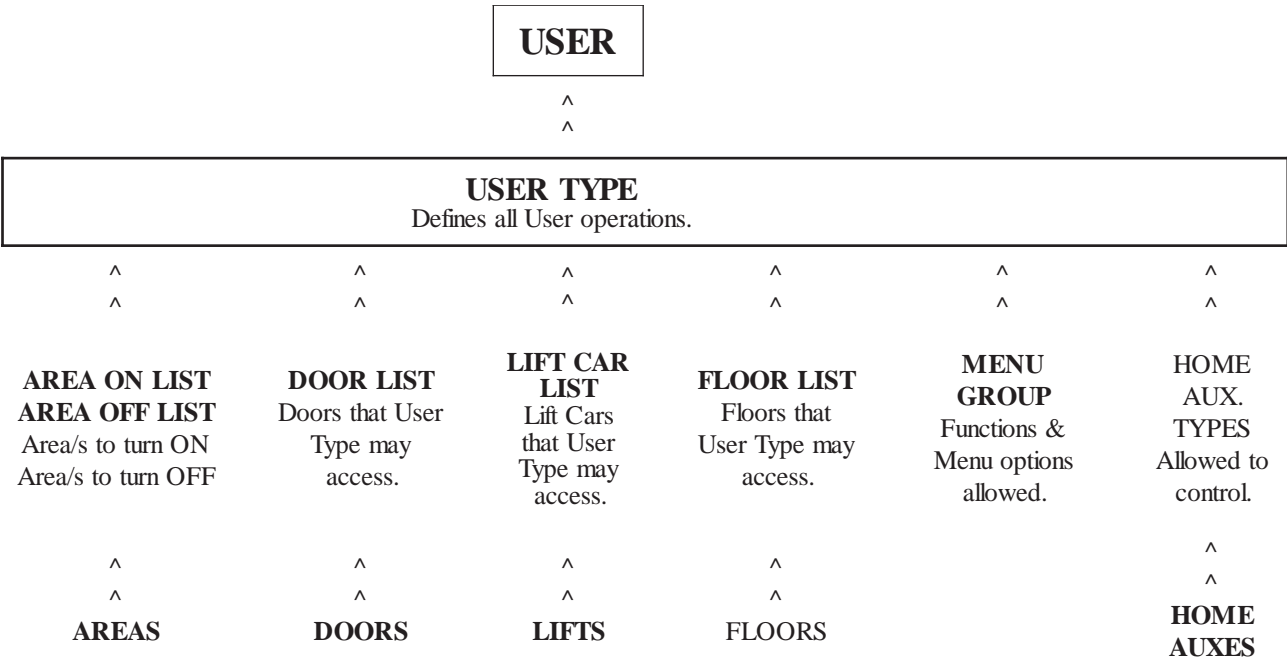 USER
^
^
USER TYPE
Defines all User operations.
^ ^ ^ ^ ^ ^
^ ^ ^ ^ ^ ^
AREA ON LIST
AREA OFF LIST
Area/s to turn ON
Area/s to turn OFF
DOOR LIST
Doors that User
Type may
access.
LIFT CAR
LIST
Lift Cars
that User
Type may
access.
FLOOR LIST
Floors that
User Type may
access.
MENU
GROUP
Functions &
Menu options
allowed.
HOME
AUX.
TYPES
Allowed to
control.
^ ^ ^ ^ ^
^ ^ ^ ^ ^
AREAS
DOORS
LIFTS
FLOORS
HOME
AUXES